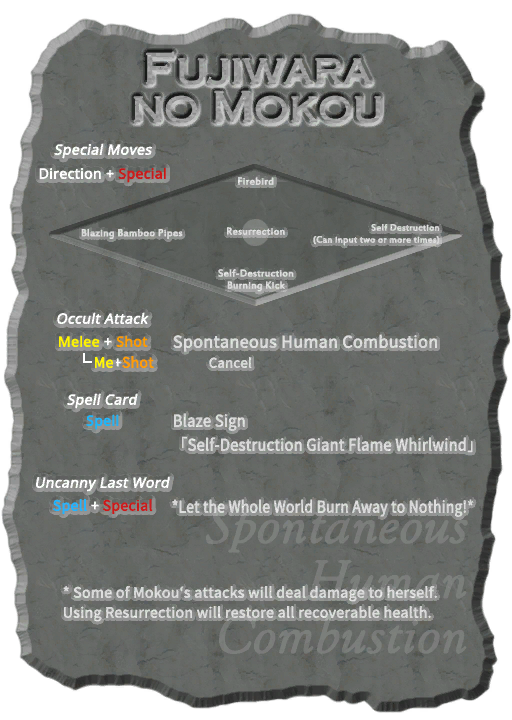 Fujiwara
no Mokou
Special Moves
Direction + Special
Firebird
Blazing Bamboo Pipes
Resurrection
Self Destruction
(Can input two or more times)
Self-Destruction
Burning Kick
Occult Attack
Melee + Shot Spontaneous Human Combustion
Me+Shot Cancel
Spell Card
Spell Blaze Sign
「Self-Destruction Giant Flame Whirlwind」
Uncanny Last Word
Spell + Special *Let the Whole World Burn Away to Nothing!*
Spontaneous
Human
Combustion
* Some of Mokou's attacks will deal damage to herself.
Using Resurrection will restore all recoverable health.